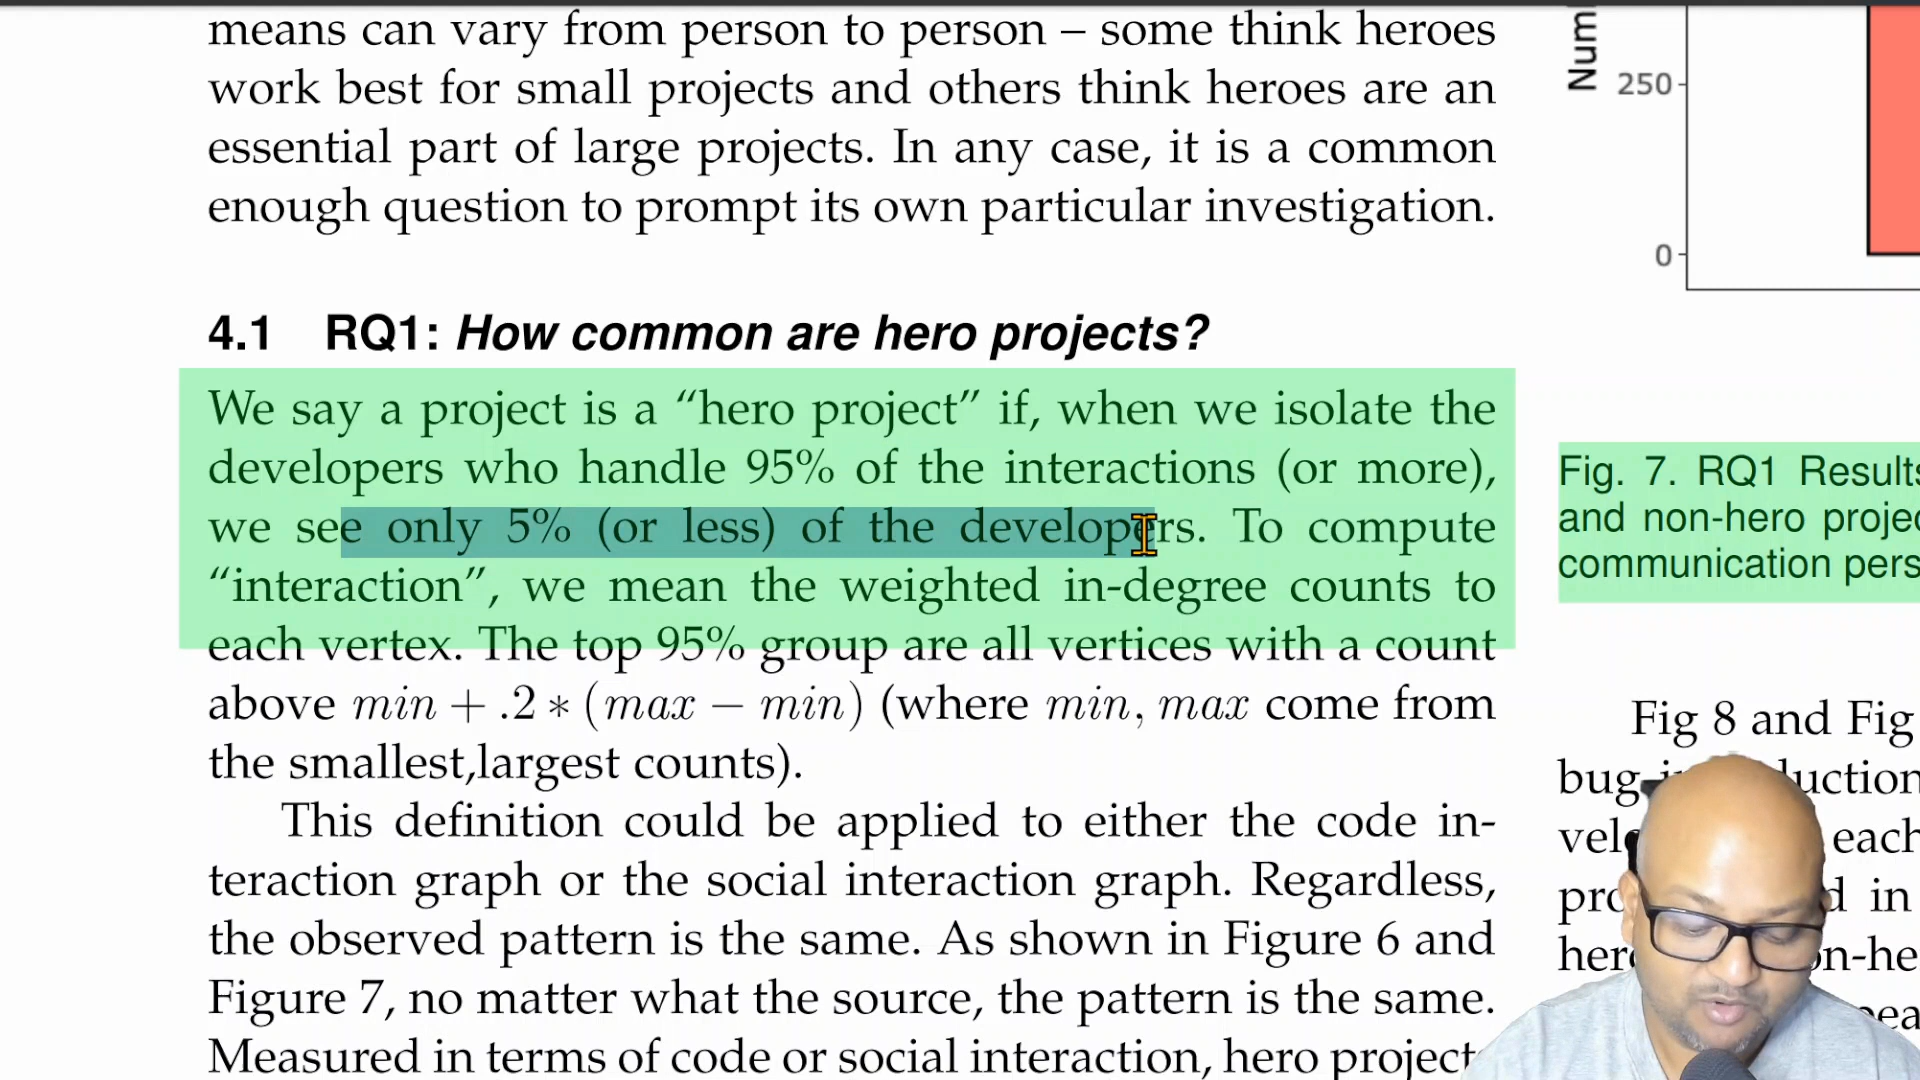 means can vary from person to person – some think heroes
work best for small projects and others think heroes are an
essential part of large projects. In any case, it is a common
enough question to prompt its own particular investigation.
4.1 RQ1: How common are hero projects?
We say a project is a “hero project” if, when we isolate the
developers who handle 95% of the interactions (or more),
we see only 5% (or less) of the developers. To compute
“interaction”, we mean the weighted in-degree counts to
each vertex. The top 95% group are all vertices with a count
above min + .2 ∗ (max − min) (where min, max come from
the smallest,largest counts).
This definition could be applied to either the code in-
teraction graph or the social interaction graph. Regardless,
the observed pattern is the same. As shown in Figure 6 and
Figure 7, no matter what the source, the pattern is the same.
Measured in terms of code or social interaction, hero project
Num
250
0
Fig. 7. RQ1 Results
and non-hero projec
communication pers
Fig 8 and Fig
bug uction
each
d in